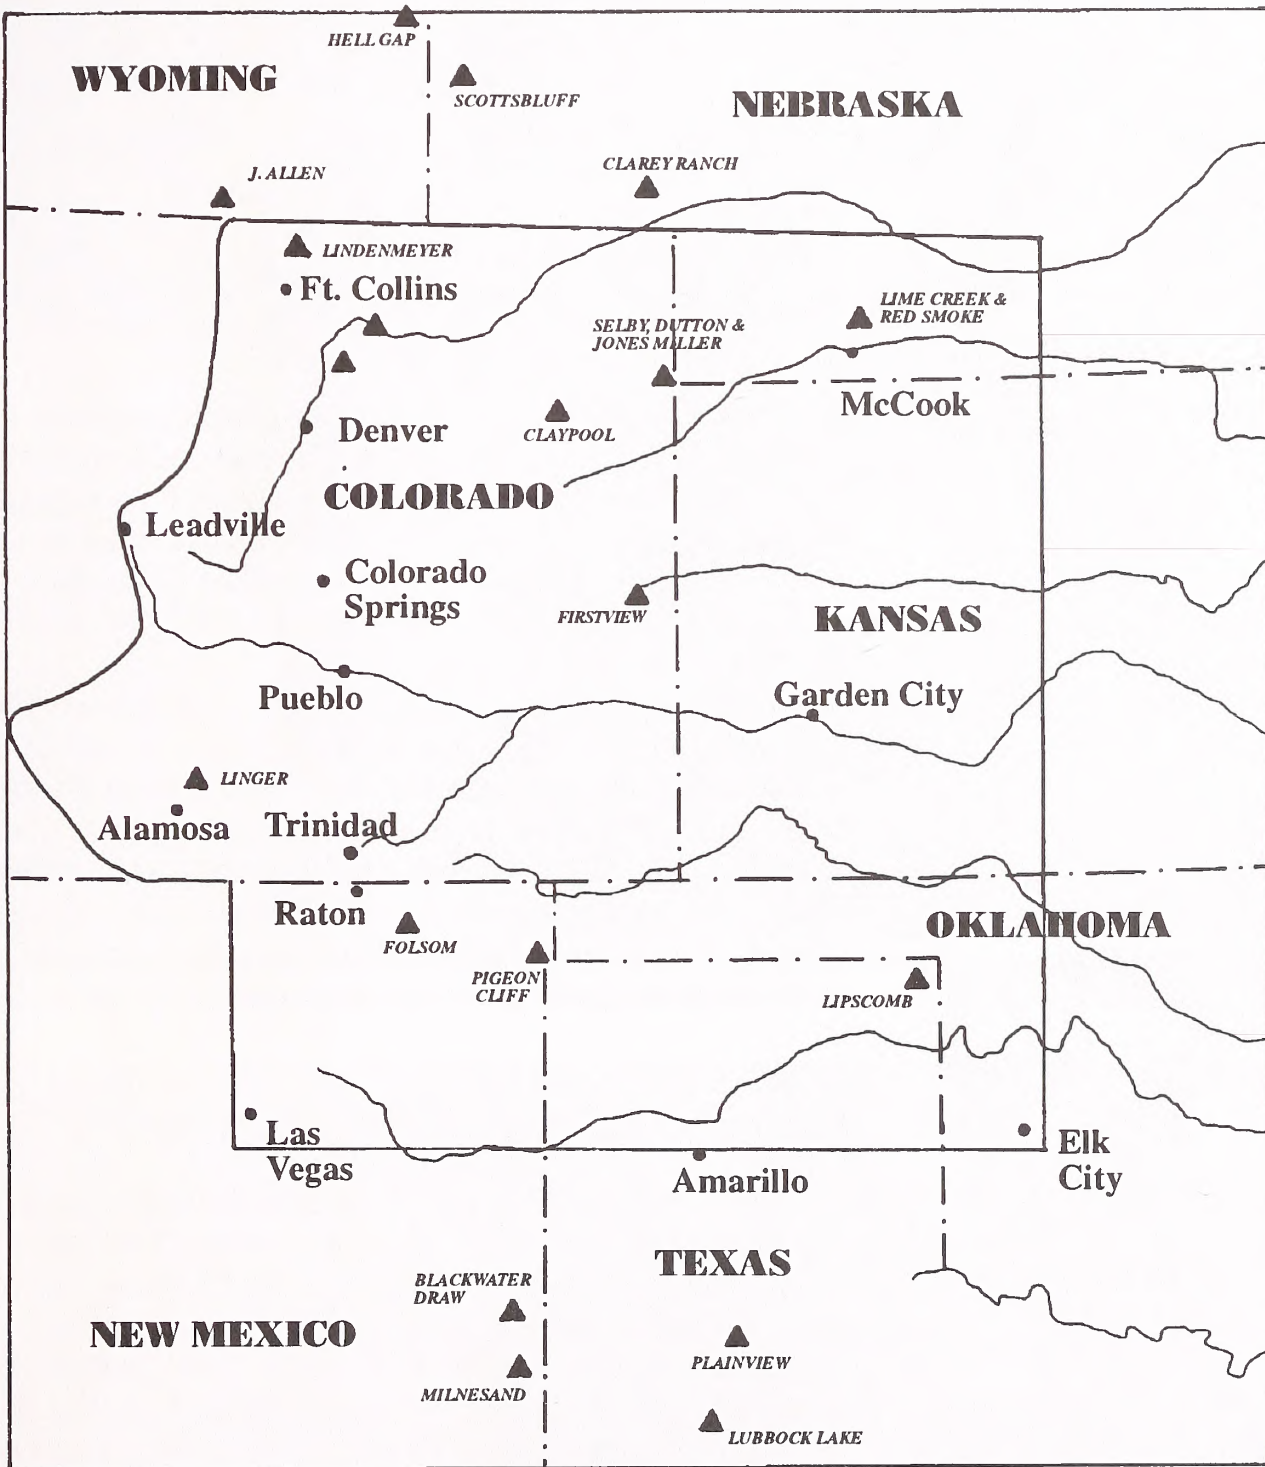 HELL GAP
WYOMING
SCOTTSBLUFF
NEBRASKA
CLAREY RANCH
J. ALLEN
LINDENMEYER
Ft. Collins
LIME CREEK &
RED SMOKE
SELBY, DUTTON &
JONES MILLER
McCook
Denver
CLAYPOOL
COLORADO
Leadville
Colorado
Springs
FIRSTVIEW
KANSAS
Pueblo
Garden City
LINGER
Alamosa
Trinidad
Raton
FOLSOM
OKLAHOMA
PIGEON
CLIFF
LIPSCOMB
Las
Vegas
Elk
City
Amarillo
TEXAS
BLACKWATER
DRAW
NEW MEXICO
PLAINVIEW
MILNESAND
LUBBOCK LAKE